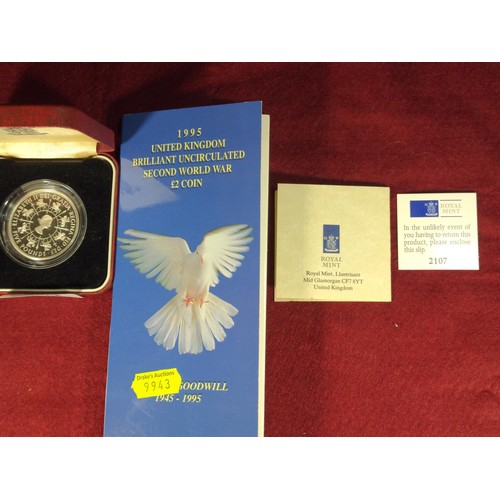 1995
UNITED KINGDOM
BRILLIANT UNCIRCULATED
SECOND WORLD WAR
£2 COIN
Drake's Auctions
9943
GOODWILL
1945 - 1995
ROYAL
MINT
Royal Mint, Llantrisant
Mid Glamorgan CF7 8YT
United Kingdom
ROYAL
MINT
In the unlikely event of
you having to return this
product, please enclose
this slip.
2107